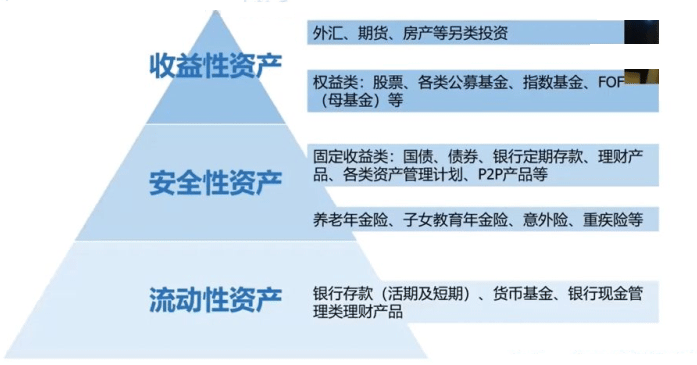 收益性资产
外汇、期货、房产等另类投资
权益类：股票、各类公募基金、指数基金、FOF
（母基金）等
安全性资产
固定收益类：国债、债券、银行定期存款、理财产
品、各类资产管理计划、P2P产品等
养老年金险、子女教育年金险、意外险、重疾险等
流动性资产
银行存款（活期及短期）、货币基金、银行现金管
理类理财产品